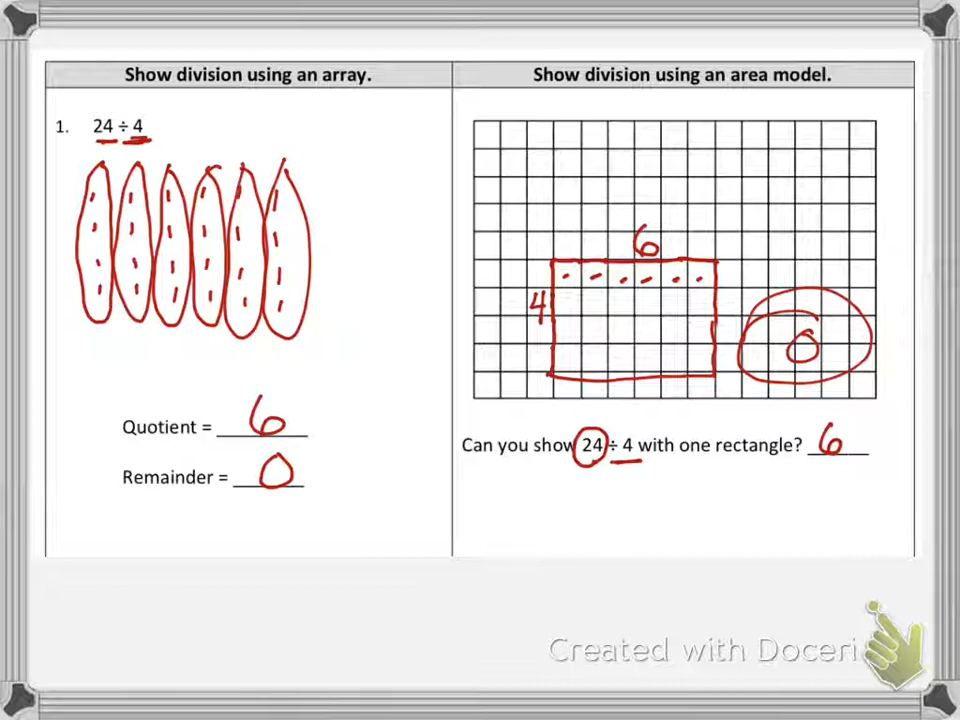 Show division using an array.
1. 24 ÷ 4
Quotient = 6
Remainder = 0
Show division using an area model.
6
4
0
Can you show 24 ÷ 4 with one rectangle? 6
Created with Doceri